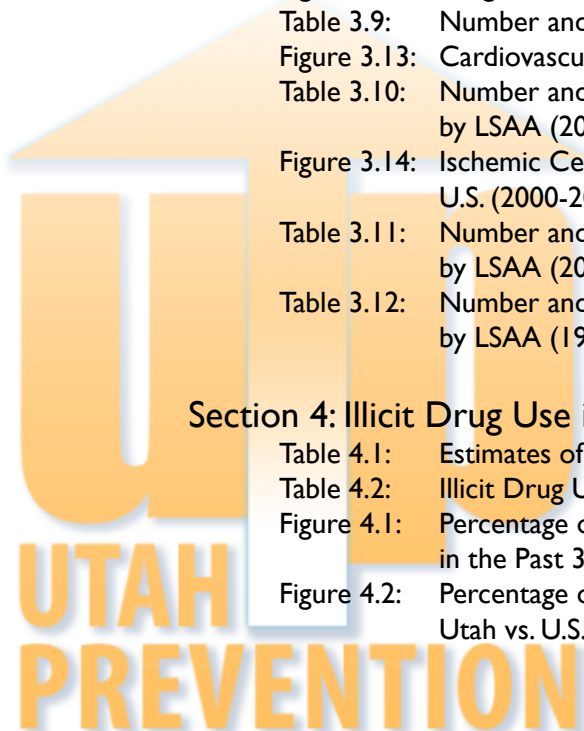 Table 3.9: Number and
Figure 3.13: Cardiovascu
Table 3.10: Number and
by LSAA (20
Figure 3.14: Ischemic Ce
U.S. (2000-20
Table 3.11: Number and
by LSAA (20
Table 3.12: Number and
by LSAA (19
Section 4: Illicit Drug Use i
Table 4.1: Estimates of
Table 4.2: Illicit Drug U
Figure 4.1: Percentage o
in the Past 3
Figure 4.2: Percentage o
Utah vs. U.S.
up
UTAH
PREVENTION